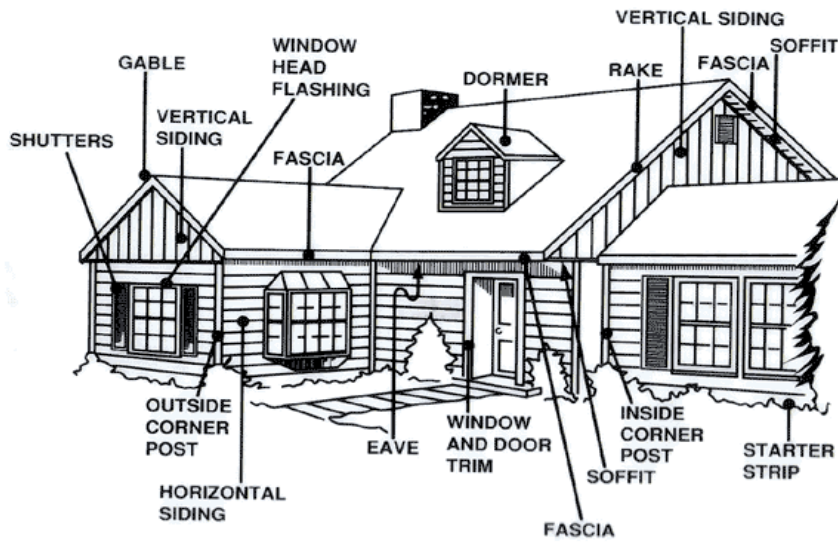 VERTICAL SIDING
SOFFIT
WINDOW
HEAD
FLASHING
GABLE
DORMER
RAKE
FASCIA
VERTICAL
SIDING
SHUTTERS
FASCIA
OUTSIDE
CORNER
POST
EAVE
WINDOW
AND DOOR
TRIM
INSIDE
CORNER
POST
STARTER
STRIP
SOFFIT
HORIZONTAL
SIDING
FASCIA